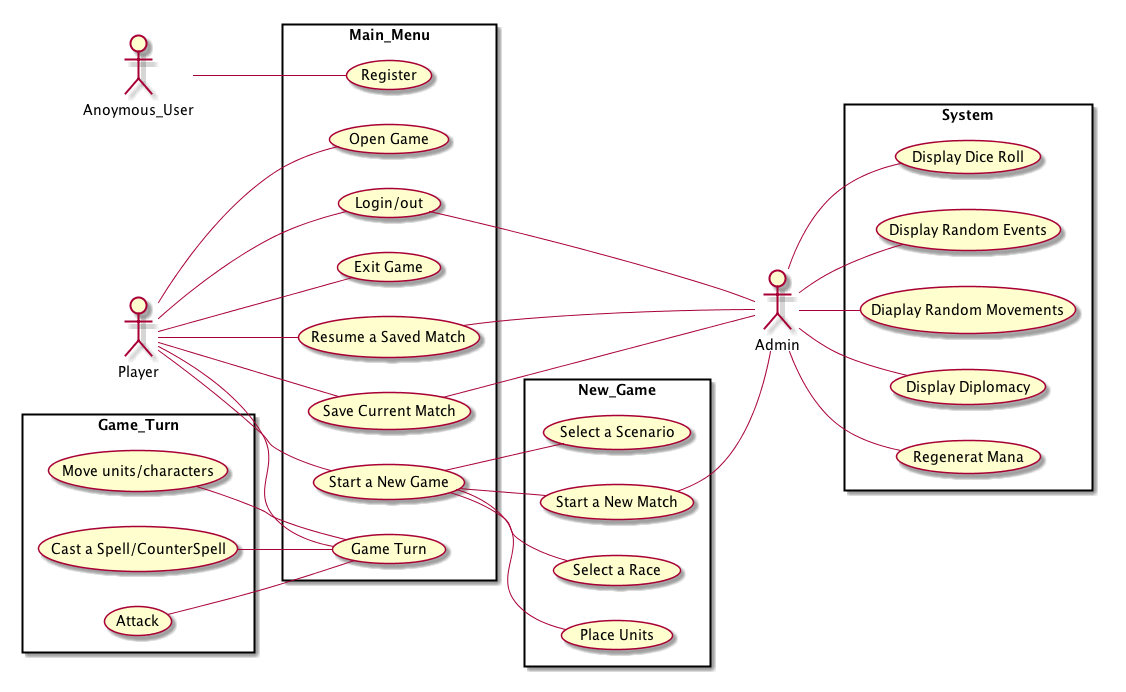 Main_Menu
Register
Anoymous_User
Open Game
Login/out
Exit Game
Resume a Saved Match
Player
Save Current Match
Start a New Game
Game Turn
Game_Turn
Move units/characters
Cast a Spell/CounterSpell
Attack
New_Game
Select a Scenario
Start a New Match
Select a Race
Place Units
Admin
System
Display Dice Roll
Display Random Events
Diaplay Random Movements
Display Diplomacy
Regenerat Mana